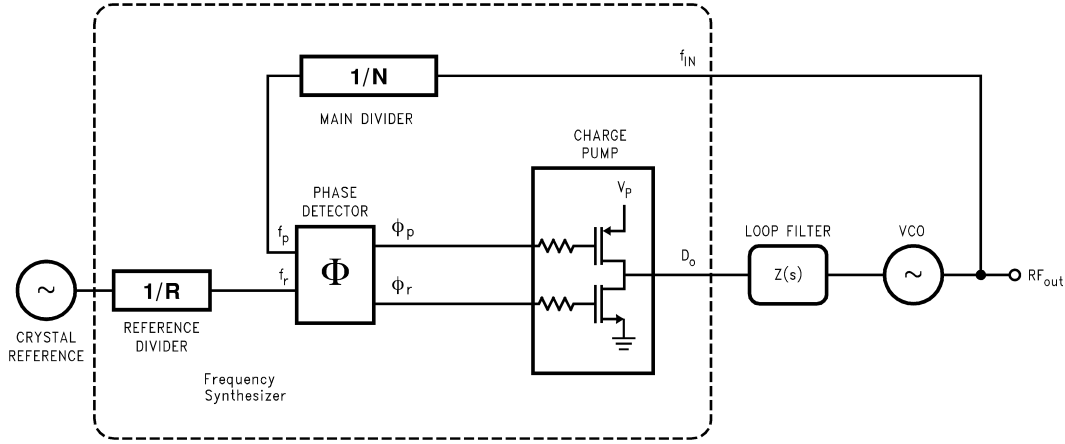 f_IN
1/N
MAIN DIVIDER
CHARGE
PUMP
V_P
PHASE
DETECTOR
f_p
ϕ_p
f_r
ϕ_r
Φ
D_o
LOOP FILTER
Z(s)
VCO
~
RF_out
~
1/R
CRYSTAL
REFERENCE
REFERENCE
DIVIDER
Frequency
Synthesizer